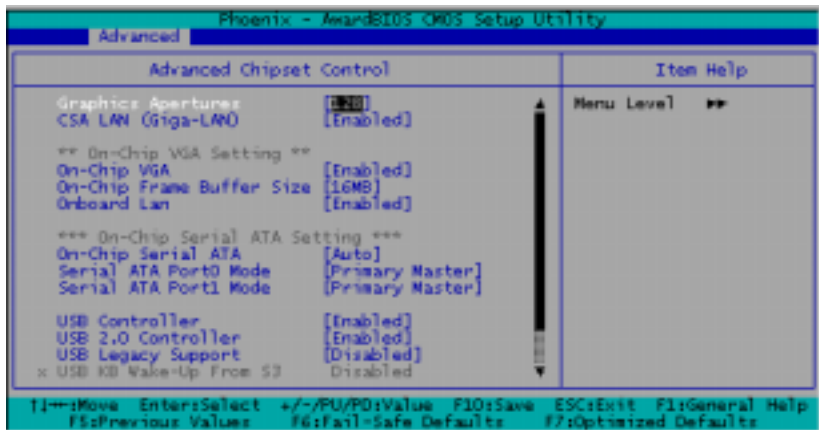 Phoenix - AwardBIOS CMOS Setup Utility
Advanced
Advanced Chipset Control
Item Help
Graphics Apertures [128]
CSA LAN (Giga-LAN) [Enabled]
** On-Chip VGA Setting **
On-Chip VGA [Enabled]
On-Chip Frame Buffer Size [16MB]
Onboard Lan [Enabled]
*** On-Chip Serial ATA Setting ***
On-Chip Serial ATA [Auto]
Serial ATA Port0 Mode [Primary Master]
Serial ATA Port1 Mode [Primary Master]
USB Controller [Enabled]
USB 2.0 Controller [Enabled]
USB Legacy Support [Disabled]
x USB KB Wake-Up From S3 Disabled
Menu Level ►►
↑↓←→:Move Enter:Select +/-/PU/PD:Value F10:Save ESC:Exit F1:General Help
F5:Previous Values F6:Fail-Safe Defaults F7:Optimized Defaults